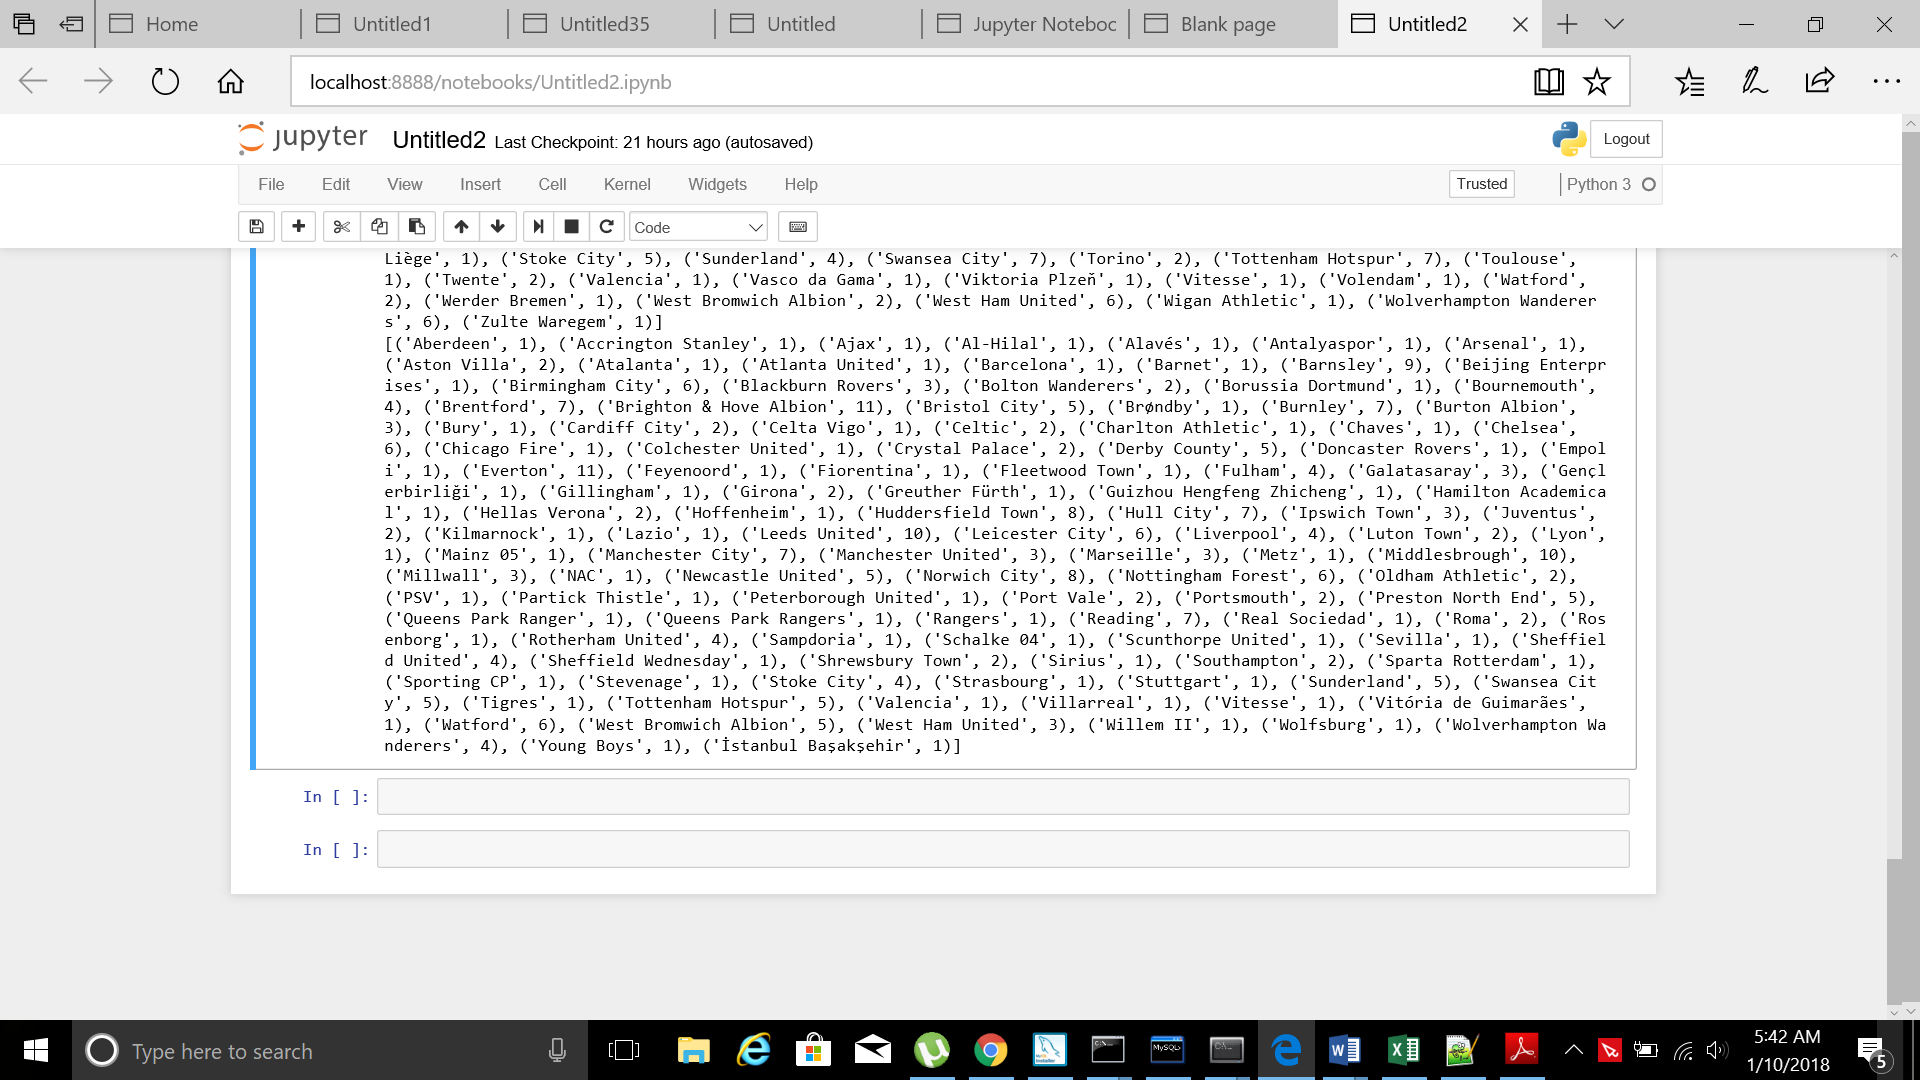 Home
Untitled1
Untitled35
Untitled
Jupyter Noteboc
Blank page
Untitled2
localhost:8888/notebooks/Untitled2.ipynb
jupyter Untitled2 Last Checkpoint: 21 hours ago (autosaved)
Logout
File Edit View Insert Cell Kernel Widgets Help
Trusted
Python 3
Code
Liège', 1), ('Stoke City', 5), ('Sunderland', 4), ('Swansea City', 7), ('Torino', 2), ('Tottenham Hotspur', 7), ('Toulouse',
1), ('Twente', 2), ('Valencia', 1), ('Vasco da Gama', 1), ('Viktoria Plzeň', 1), ('Vitesse', 1), ('Volendam', 1), ('Watford',
2), ('Werder Bremen', 1), ('West Bromwich Albion', 2), ('West Ham United', 6), ('Wigan Athletic', 1), ('Wolverhampton Wanderer
s', 6), ('Zulte Waregem', 1)]
[('Aberdeen', 1), ('Accrington Stanley', 1), ('Ajax', 1), ('Al-Hilal', 1), ('Alavés', 1), ('Antalyaspor', 1), ('Arsenal', 1),
('Aston Villa', 2), ('Atalanta', 1), ('Atlanta United', 1), ('Barcelona', 1), ('Barnet', 1), ('Barnsley', 9), ('Beijing Enterpr
ises', 1), ('Birmingham City', 6), ('Blackburn Rovers', 3), ('Bolton Wanderers', 2), ('Borussia Dortmund', 1), ('Bournemouth',
4), ('Brentford', 7), ('Brighton & Hove Albion', 11), ('Bristol City', 5), ('Brøndby', 1), ('Burnley', 7), ('Burton Albion',
3), ('Bury', 1), ('Cardiff City', 2), ('Celta Vigo', 1), ('Celtic', 2), ('Charlton Athletic', 1), ('Chaves', 1), ('Chelsea',
6), ('Chicago Fire', 1), ('Colchester United', 1), ('Crystal Palace', 2), ('Derby County', 5), ('Doncaster Rovers', 1), ('Empol
i', 1), ('Everton', 11), ('Feyenoord', 1), ('Fiorentina', 1), ('Fleetwood Town', 1), ('Fulham', 4), ('Galatasaray', 3), ('Gençl
erbirliği', 1), ('Gillingham', 1), ('Girona', 2), ('Greuther Fürth', 1), ('Guizhou Hengfeng Zhicheng', 1), ('Hamilton Academica
l', 1), ('Hellas Verona', 2), ('Hoffenheim', 1), ('Huddersfield Town', 8), ('Hull City', 7), ('Ipswich Town', 3), ('Juventus',
2), ('Kilmarnock', 1), ('Lazio', 1), ('Leeds United', 10), ('Leicester City', 6), ('Liverpool', 4), ('Luton Town', 2), ('Lyon',
1), ('Mainz 05', 1), ('Manchester City', 7), ('Manchester United', 3), ('Marseille', 3), ('Metz', 1), ('Middlesbrough', 10),
('Millwall', 3), ('NAC', 1), ('Newcastle United', 5), ('Norwich City', 8), ('Nottingham Forest', 6), ('Oldham Athletic', 2),
('PSV', 1), ('Partick Thistle', 1), ('Peterborough United', 1), ('Port Vale', 2), ('Portsmouth', 2), ('Preston North End', 5),
('Queens Park Ranger', 1), ('Queens Park Rangers', 1), ('Rangers', 1), ('Reading', 7), ('Real Sociedad', 1), ('Roma', 2), ('Ros
enborg', 1), ('Rotherham United', 4), ('Sampdoria', 1), ('Schalke 04', 1), ('Scunthorpe United', 1), ('Sevilla', 1), ('Sheffiel
d United', 4), ('Sheffield Wednesday', 1), ('Shrewsbury Town', 2), ('Sirius', 1), ('Southampton', 2), ('Sparta Rotterdam', 1),
('Sporting CP', 1), ('Stevenage', 1), ('Stoke City', 4), ('Strasbourg', 1), ('Stuttgart', 1), ('Sunderland', 5), ('Swansea Cit
y', 5), ('Tigres', 1), ('Tottenham Hotspur', 5), ('Valencia', 1), ('Villarreal', 1), ('Vitesse', 1), ('Vitória de Guimarães',
1), ('Watford', 6), ('West Bromwich Albion', 5), ('West Ham United', 3), ('Willem II', 1), ('Wolfsburg', 1), ('Wolverhampton Wa
nderers', 4), ('Young Boys', 1), ('İstanbul Başakşehir', 1)]
In [ ]:
In [ ]:
Type here to search
5:42 AM
1/10/2018
5